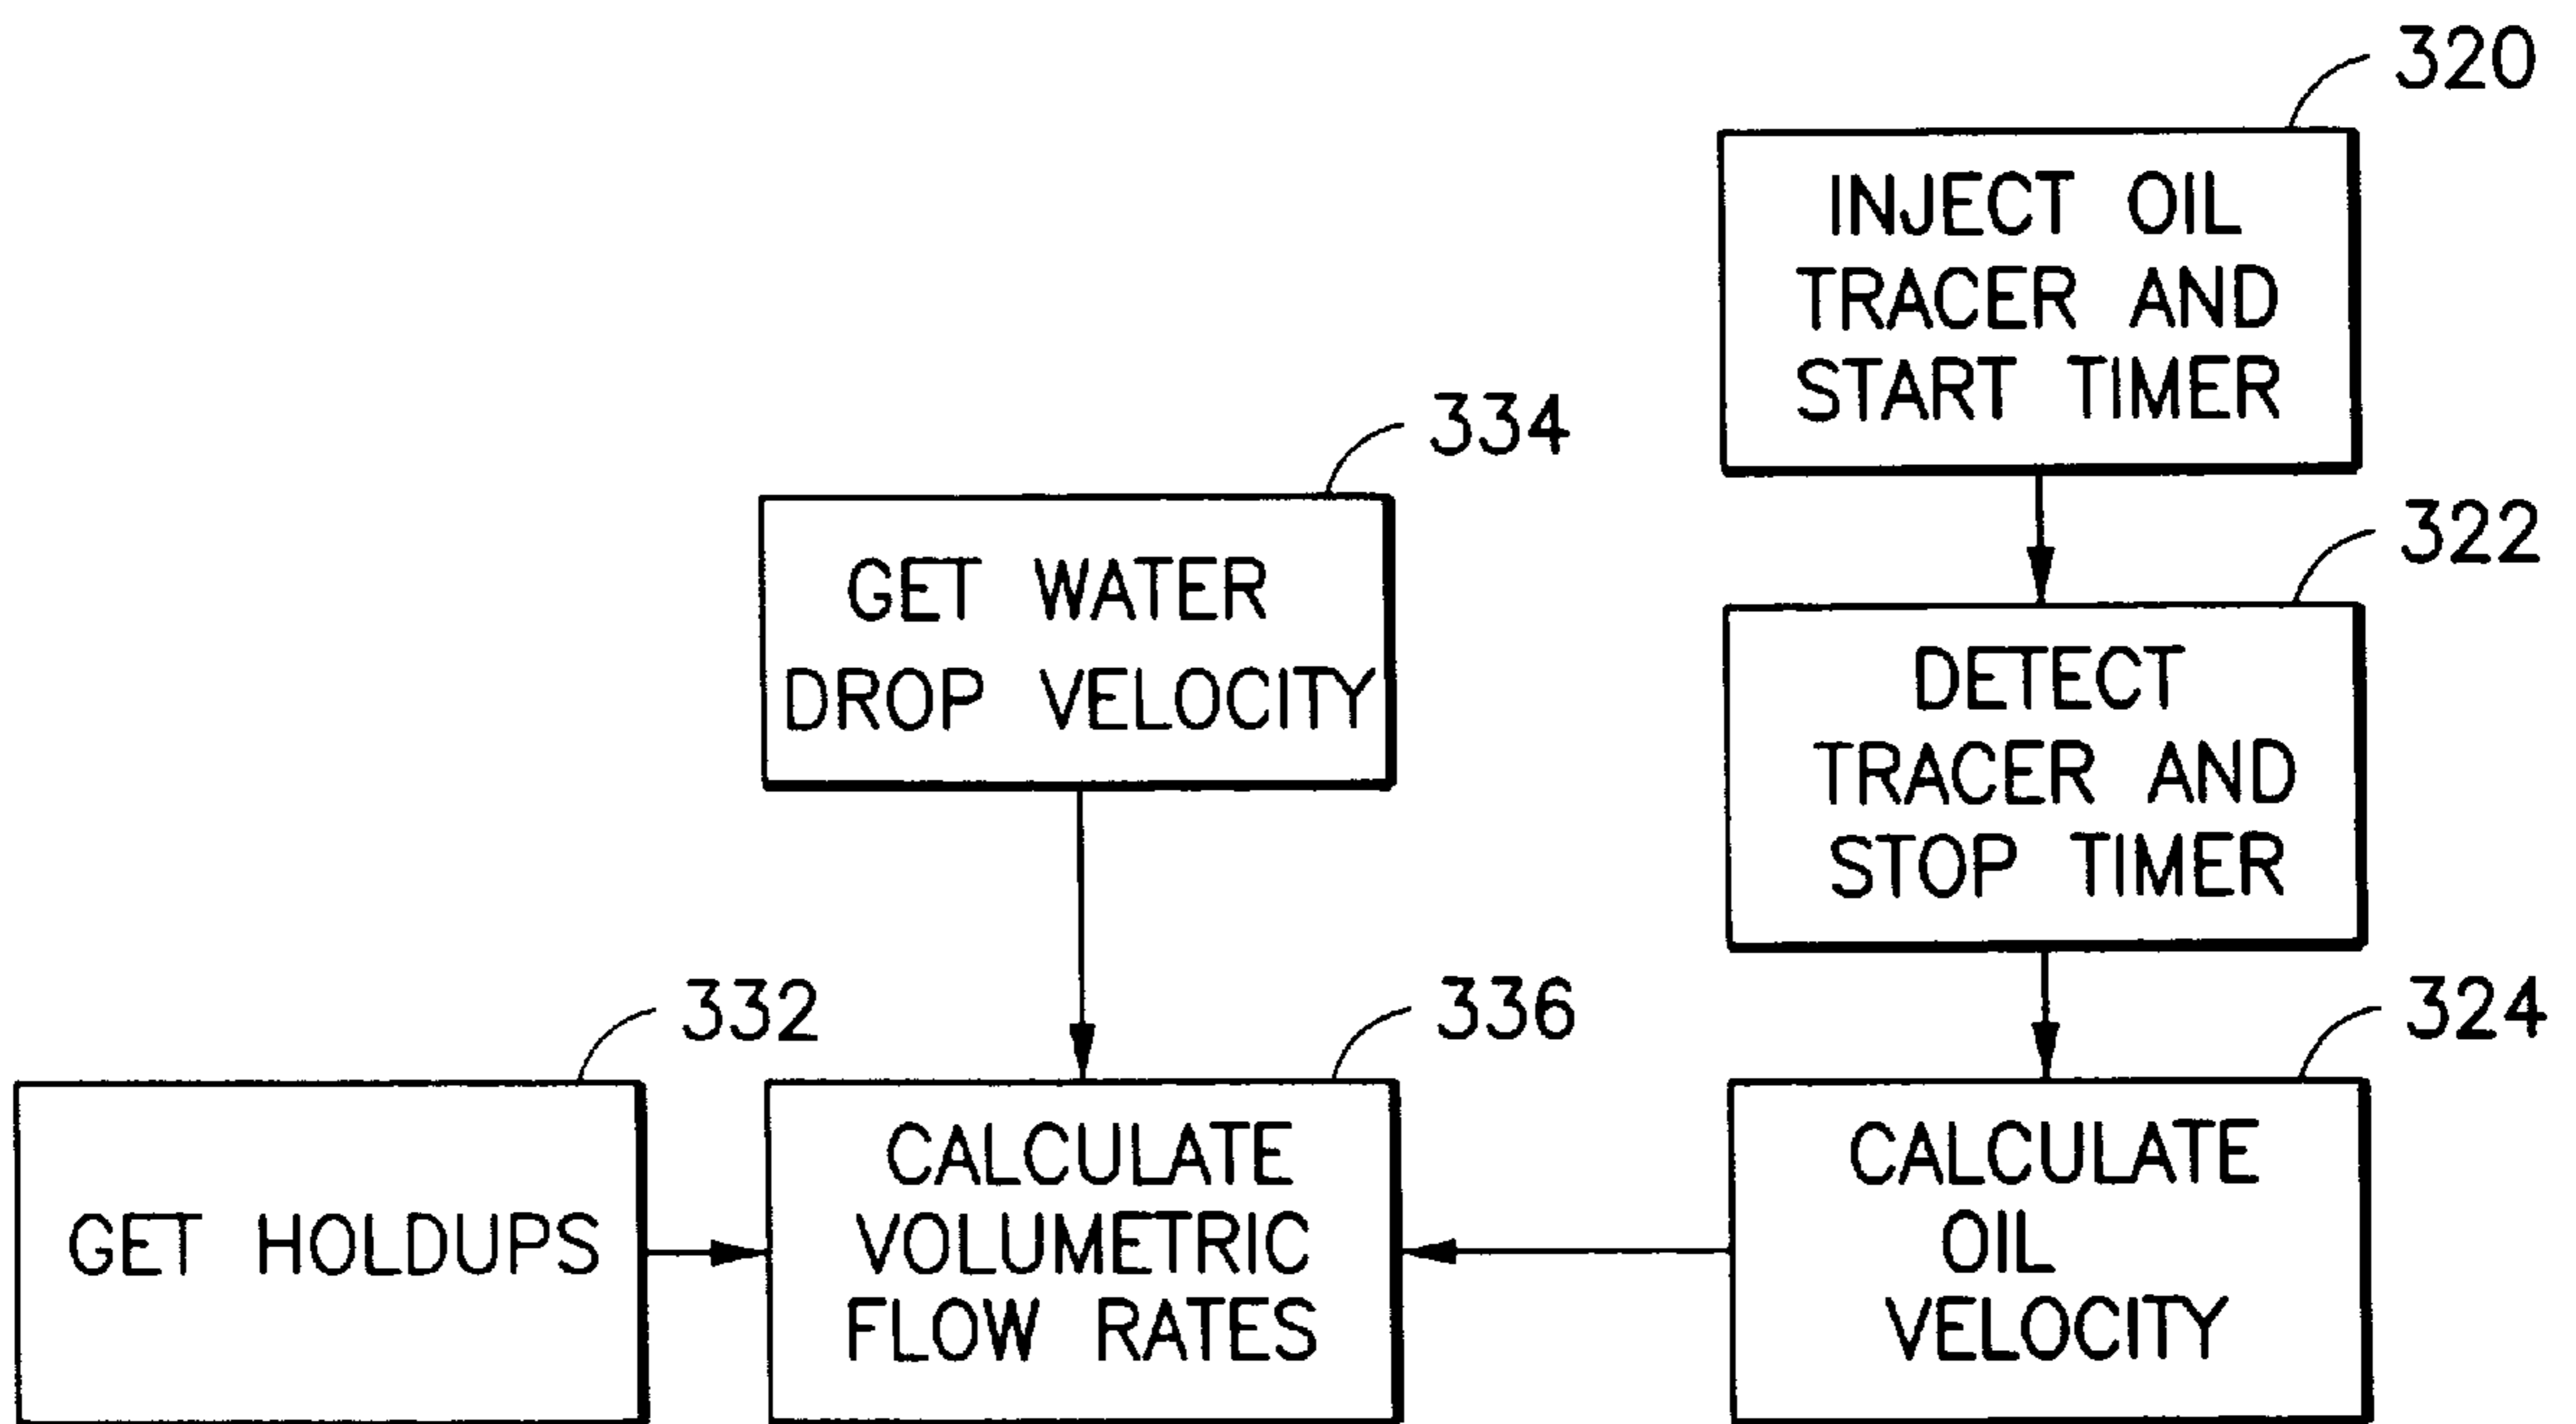 320
INJECT OIL
TRACER AND
START TIMER
334
GET WATER
DROP VELOCITY
322
DETECT
TRACER AND
STOP TIMER
332
GET HOLDUPS
336
CALCULATE
VOLUMETRIC
FLOW RATES
324
CALCULATE
OIL
VELOCITY